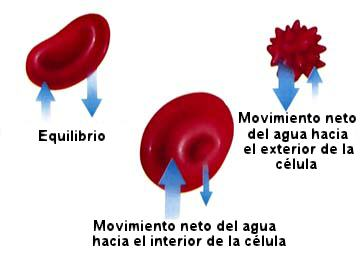 Equilibrio
Movimiento neto
del agua hacia
el exterior de la
célula
Movimiento neto del agua
hacia el interior de la célula